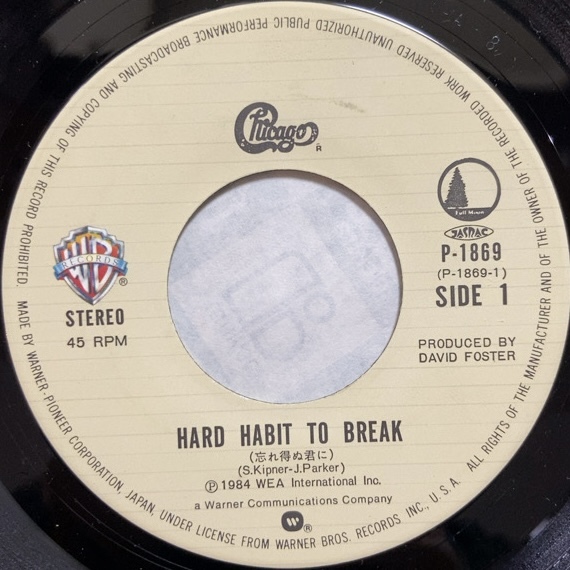 ALL RIGHTS OF THE MANUFACTURER AND OF THE OWNER OF THE RECORDED WORK RESERVED UNAUTHORIZED PUBLIC PERFORMANCE BROADCASTING AND COPYING OF THIS RECORD PROHIBITED. MADE BY WARNER-PIONEER CORPORATION, JAPAN, UNDER LICENSE FROM WARNER BROS. RECORDS INC., U.S.A.
Chicago®
Full Moon
JASRAC
P-1869
(P-1869-1)
SIDE 1
WB
RECORDS®
STEREO
45 RPM
PRODUCED BY
DAVID FOSTER
HARD HABIT TO BREAK
(忘れ得ぬ君に)
(S.Kipner-J.Parker)
Ⓟ1984 WEA International Inc.
a Warner Communications Company
®